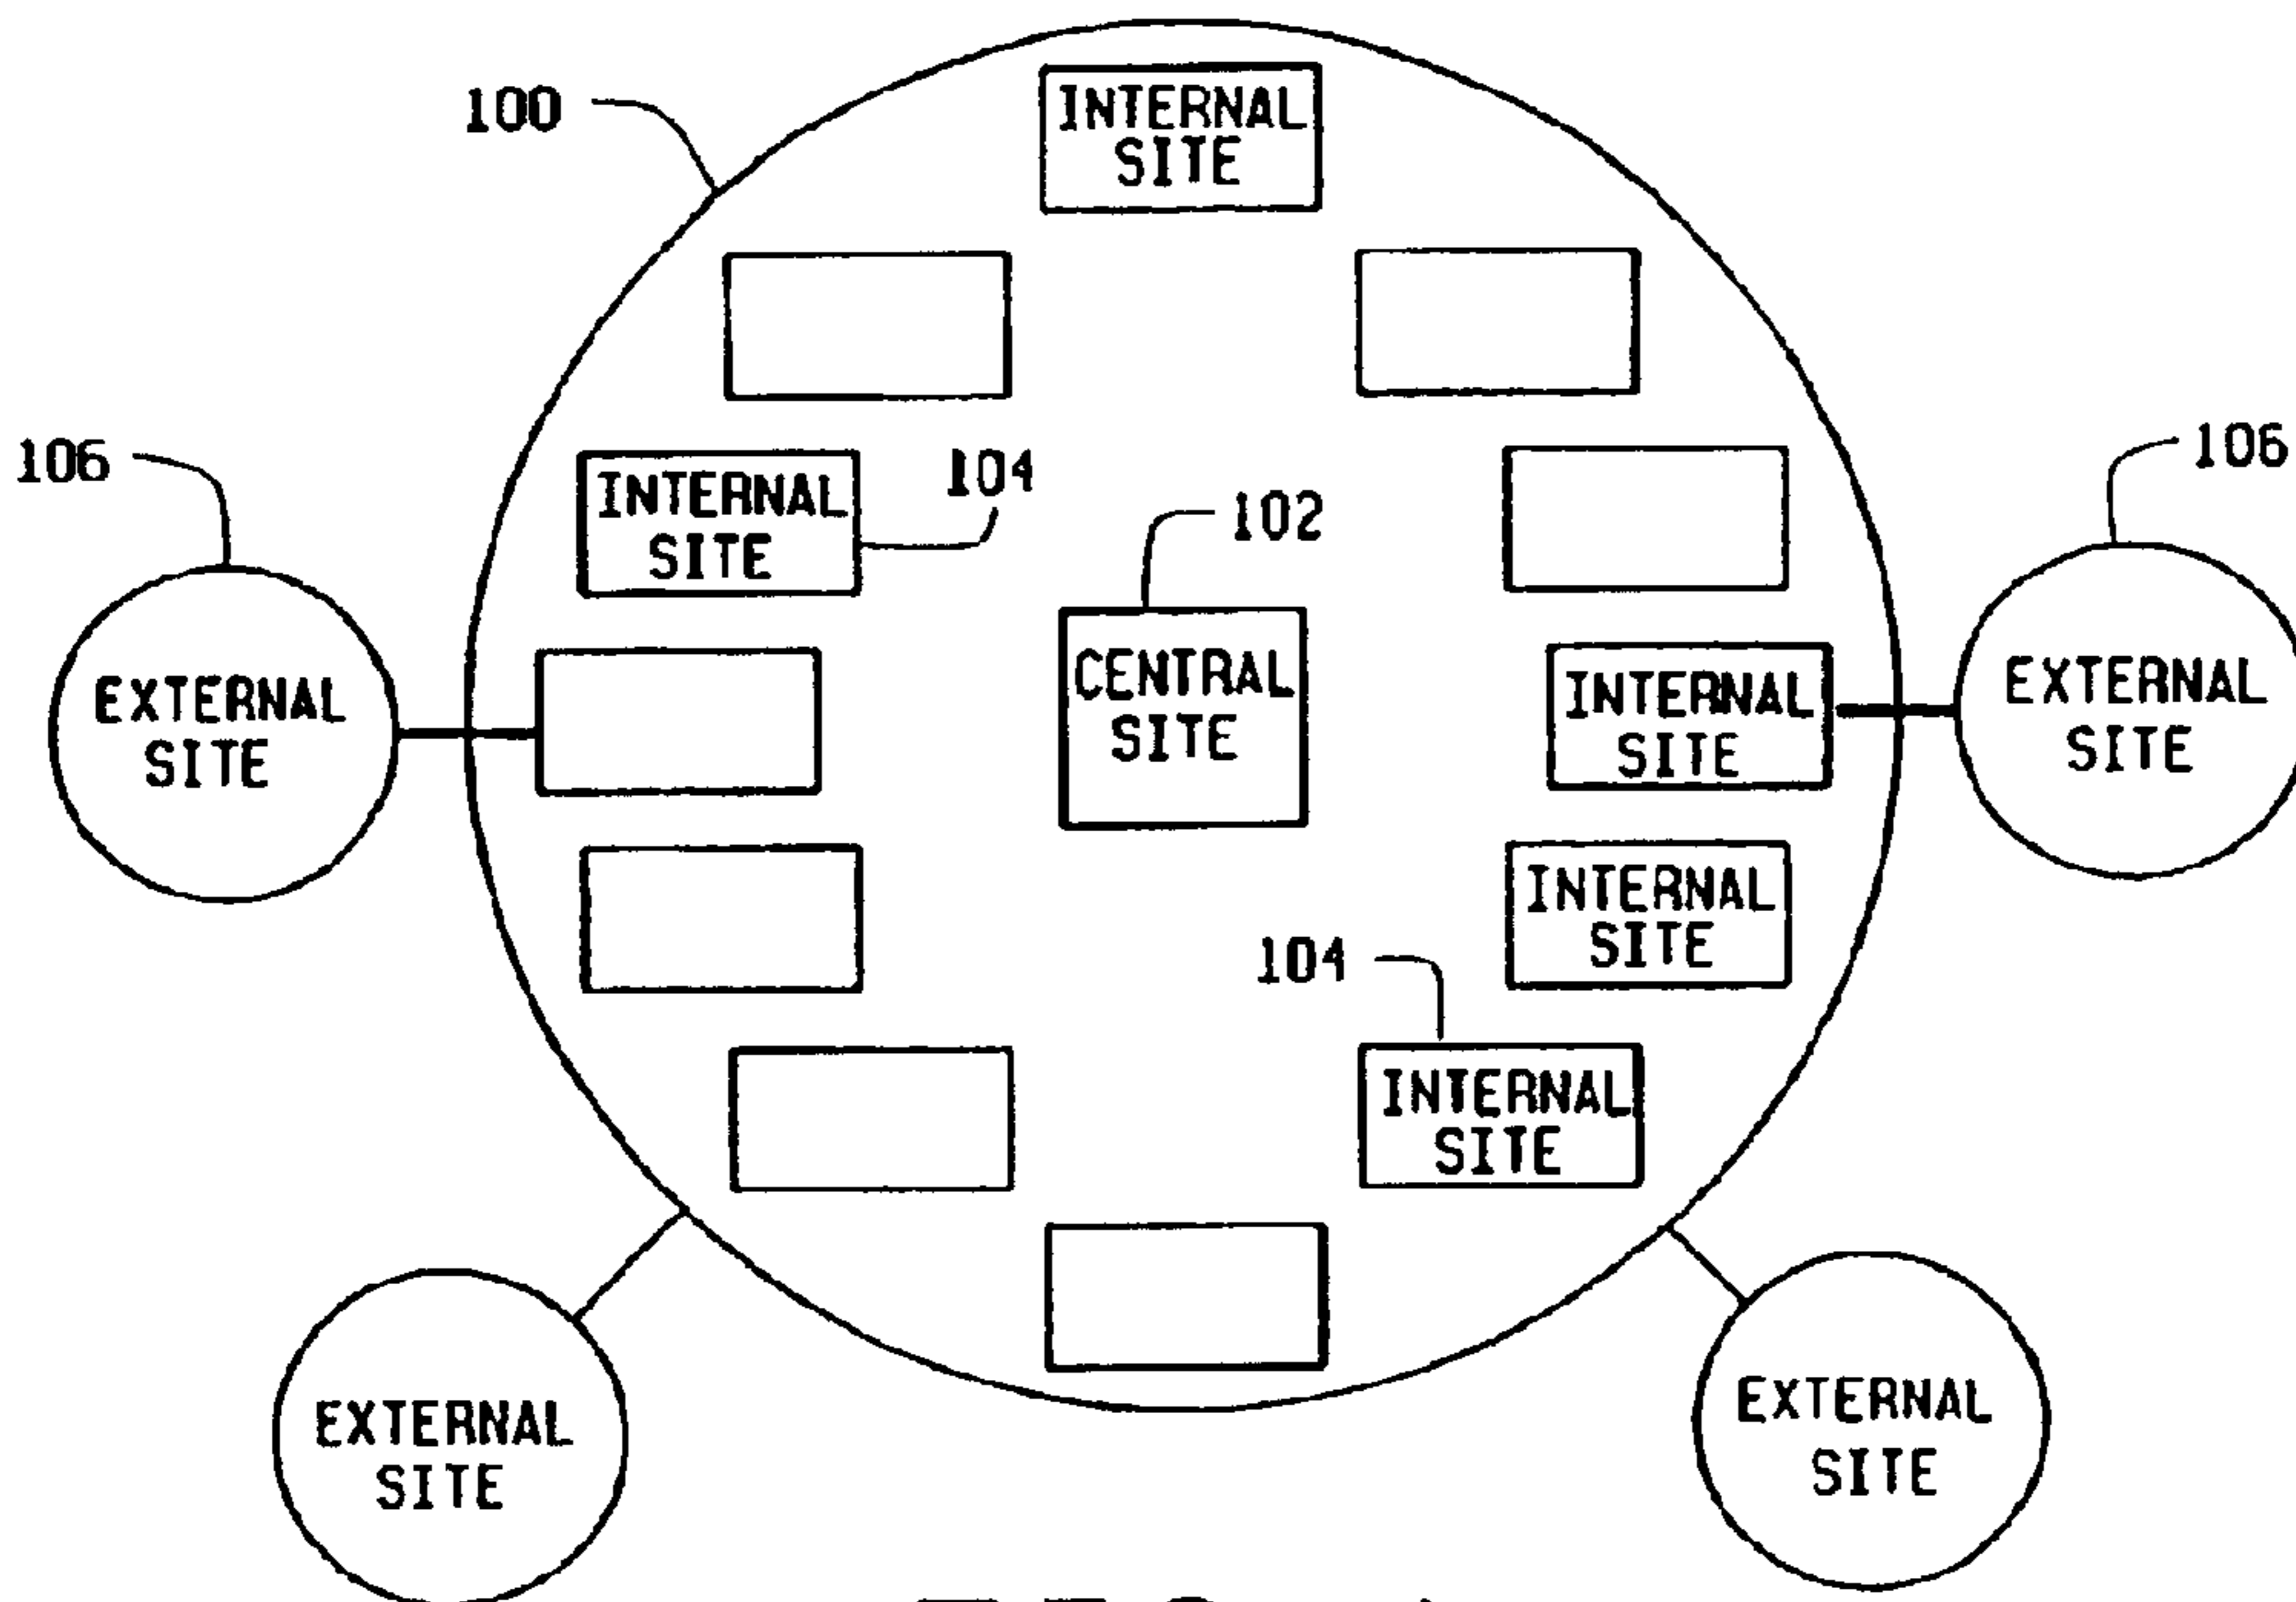 100
INTERNAL
SITE
106
INTERNAL
SITE
104
102
106
EXTERNAL
SITE
CENTRAL
SITE
INTERNAL
SITE
EXTERNAL
SITE
INTERNAL
SITE
104
INTERNAL
SITE
EXTERNAL
SITE
EXTERNAL
SITE